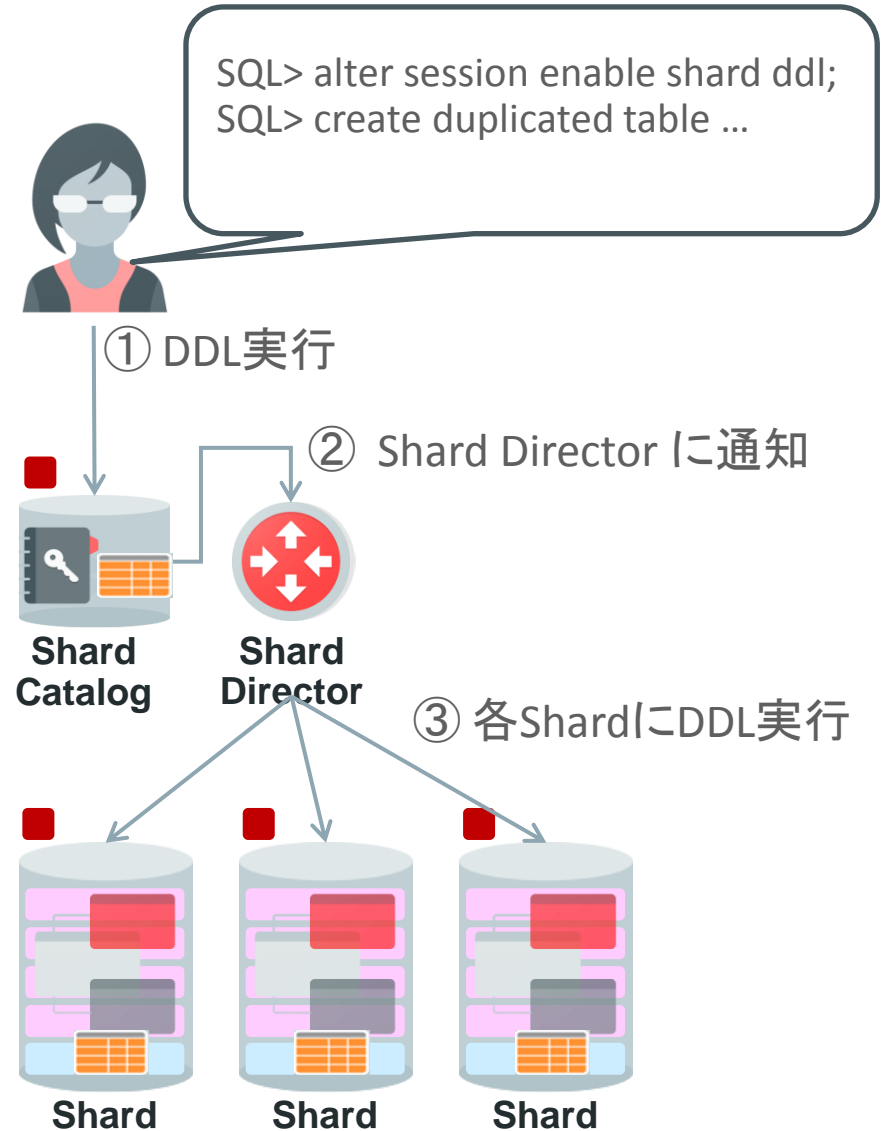 SQL> alter session enable shard ddl;
SQL> create duplicated table …
① DDL実行
② Shard Director に通知
Shard
Catalog
Shard
Director
③ 各ShardにDDL実行
Shard
Shard
Shard